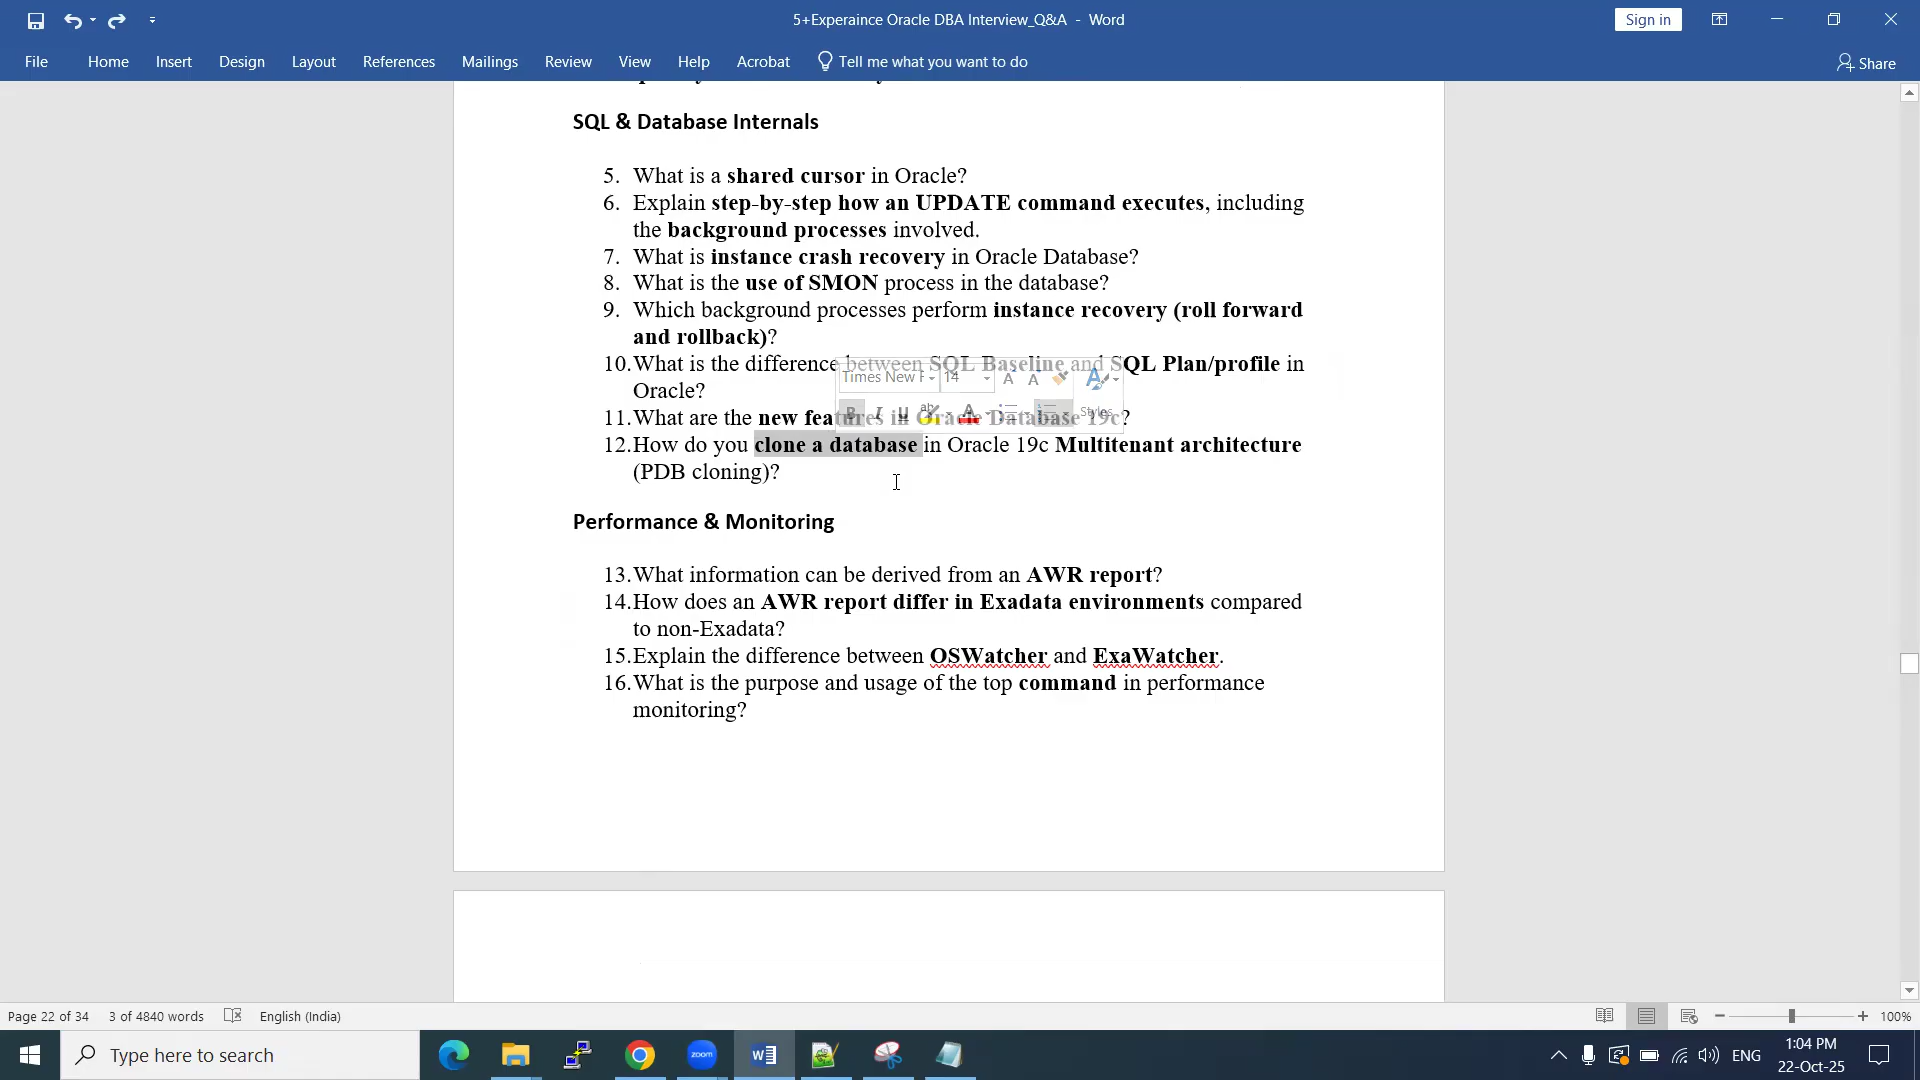 5+Experaince Oracle DBA Interview_Q&A - Word
Sign in
File Home Insert Design Layout References Mailings Review View Help Acrobat Tell me what you want to do
Share
SQL & Database Internals
5. What is a shared cursor in Oracle?
6. Explain step-by-step how an UPDATE command executes, including
the background processes involved.
7. What is instance crash recovery in Oracle Database?
8. What is the use of SMON process in the database?
9. Which background processes perform instance recovery (roll forward
and rollback)?
10. What is the difference between SQL Baseline and SQL Plan/profile in
Times New F 14
Oracle?
Styles
11. What are the new features in Oracle Database 19c?
12. How do you clone a database in Oracle 19c Multitenant architecture
(PDB cloning)?
Performance & Monitoring
13. What information can be derived from an AWR report?
14. How does an AWR report differ in Exadata environments compared
to non-Exadata?
15. Explain the difference between OSWatcher and ExaWatcher.
16. What is the purpose and usage of the top command in performance
monitoring?
Page 22 of 34 3 of 4840 words English (India)
100%
Type here to search
zoom
ENG
1:04 PM
22-Oct-25